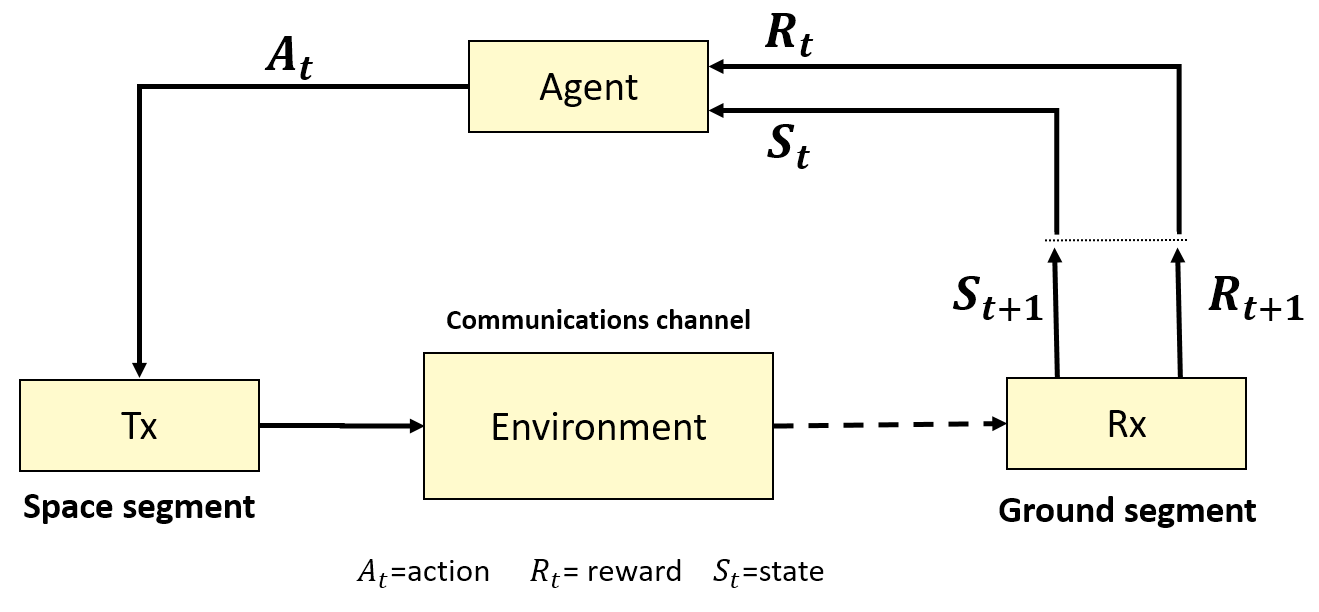 A_t
R_t
Agent
S_t
S_{t+1}
R_{t+1}
Communications channel
Tx
Environment
Rx
Space segment
Ground segment
A_t=action R_t= reward S_t=state